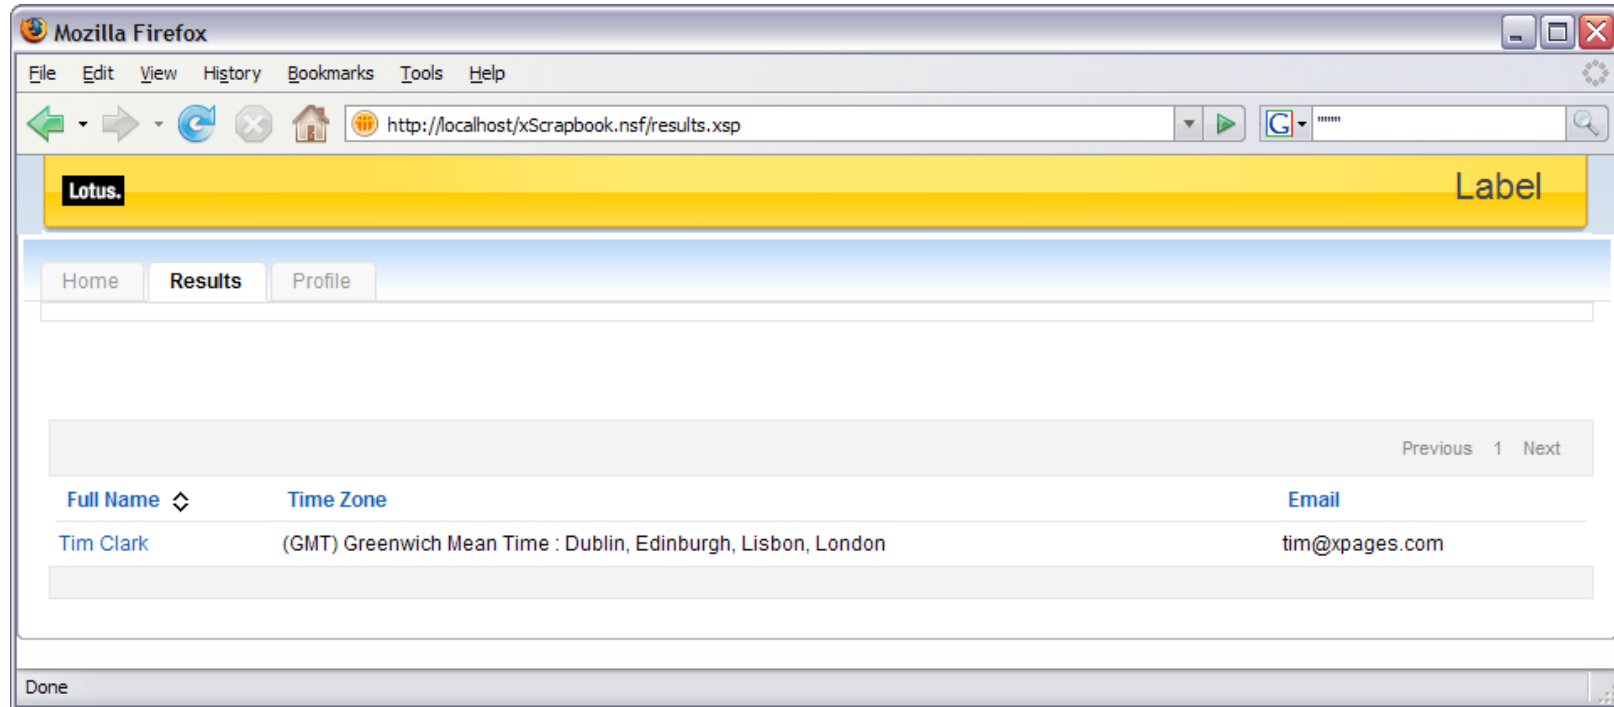 Mozilla Firefox
File Edit View History Bookmarks Tools Help
http://localhost/xScrapbook.nsf/results.xsp G """"
Lotus. Label
Home Results Profile
Previous 1 Next
Full Name Time Zone Email
Tim Clark (GMT) Greenwich Mean Time : Dublin, Edinburgh, Lisbon, London tim@xpages.com
Done